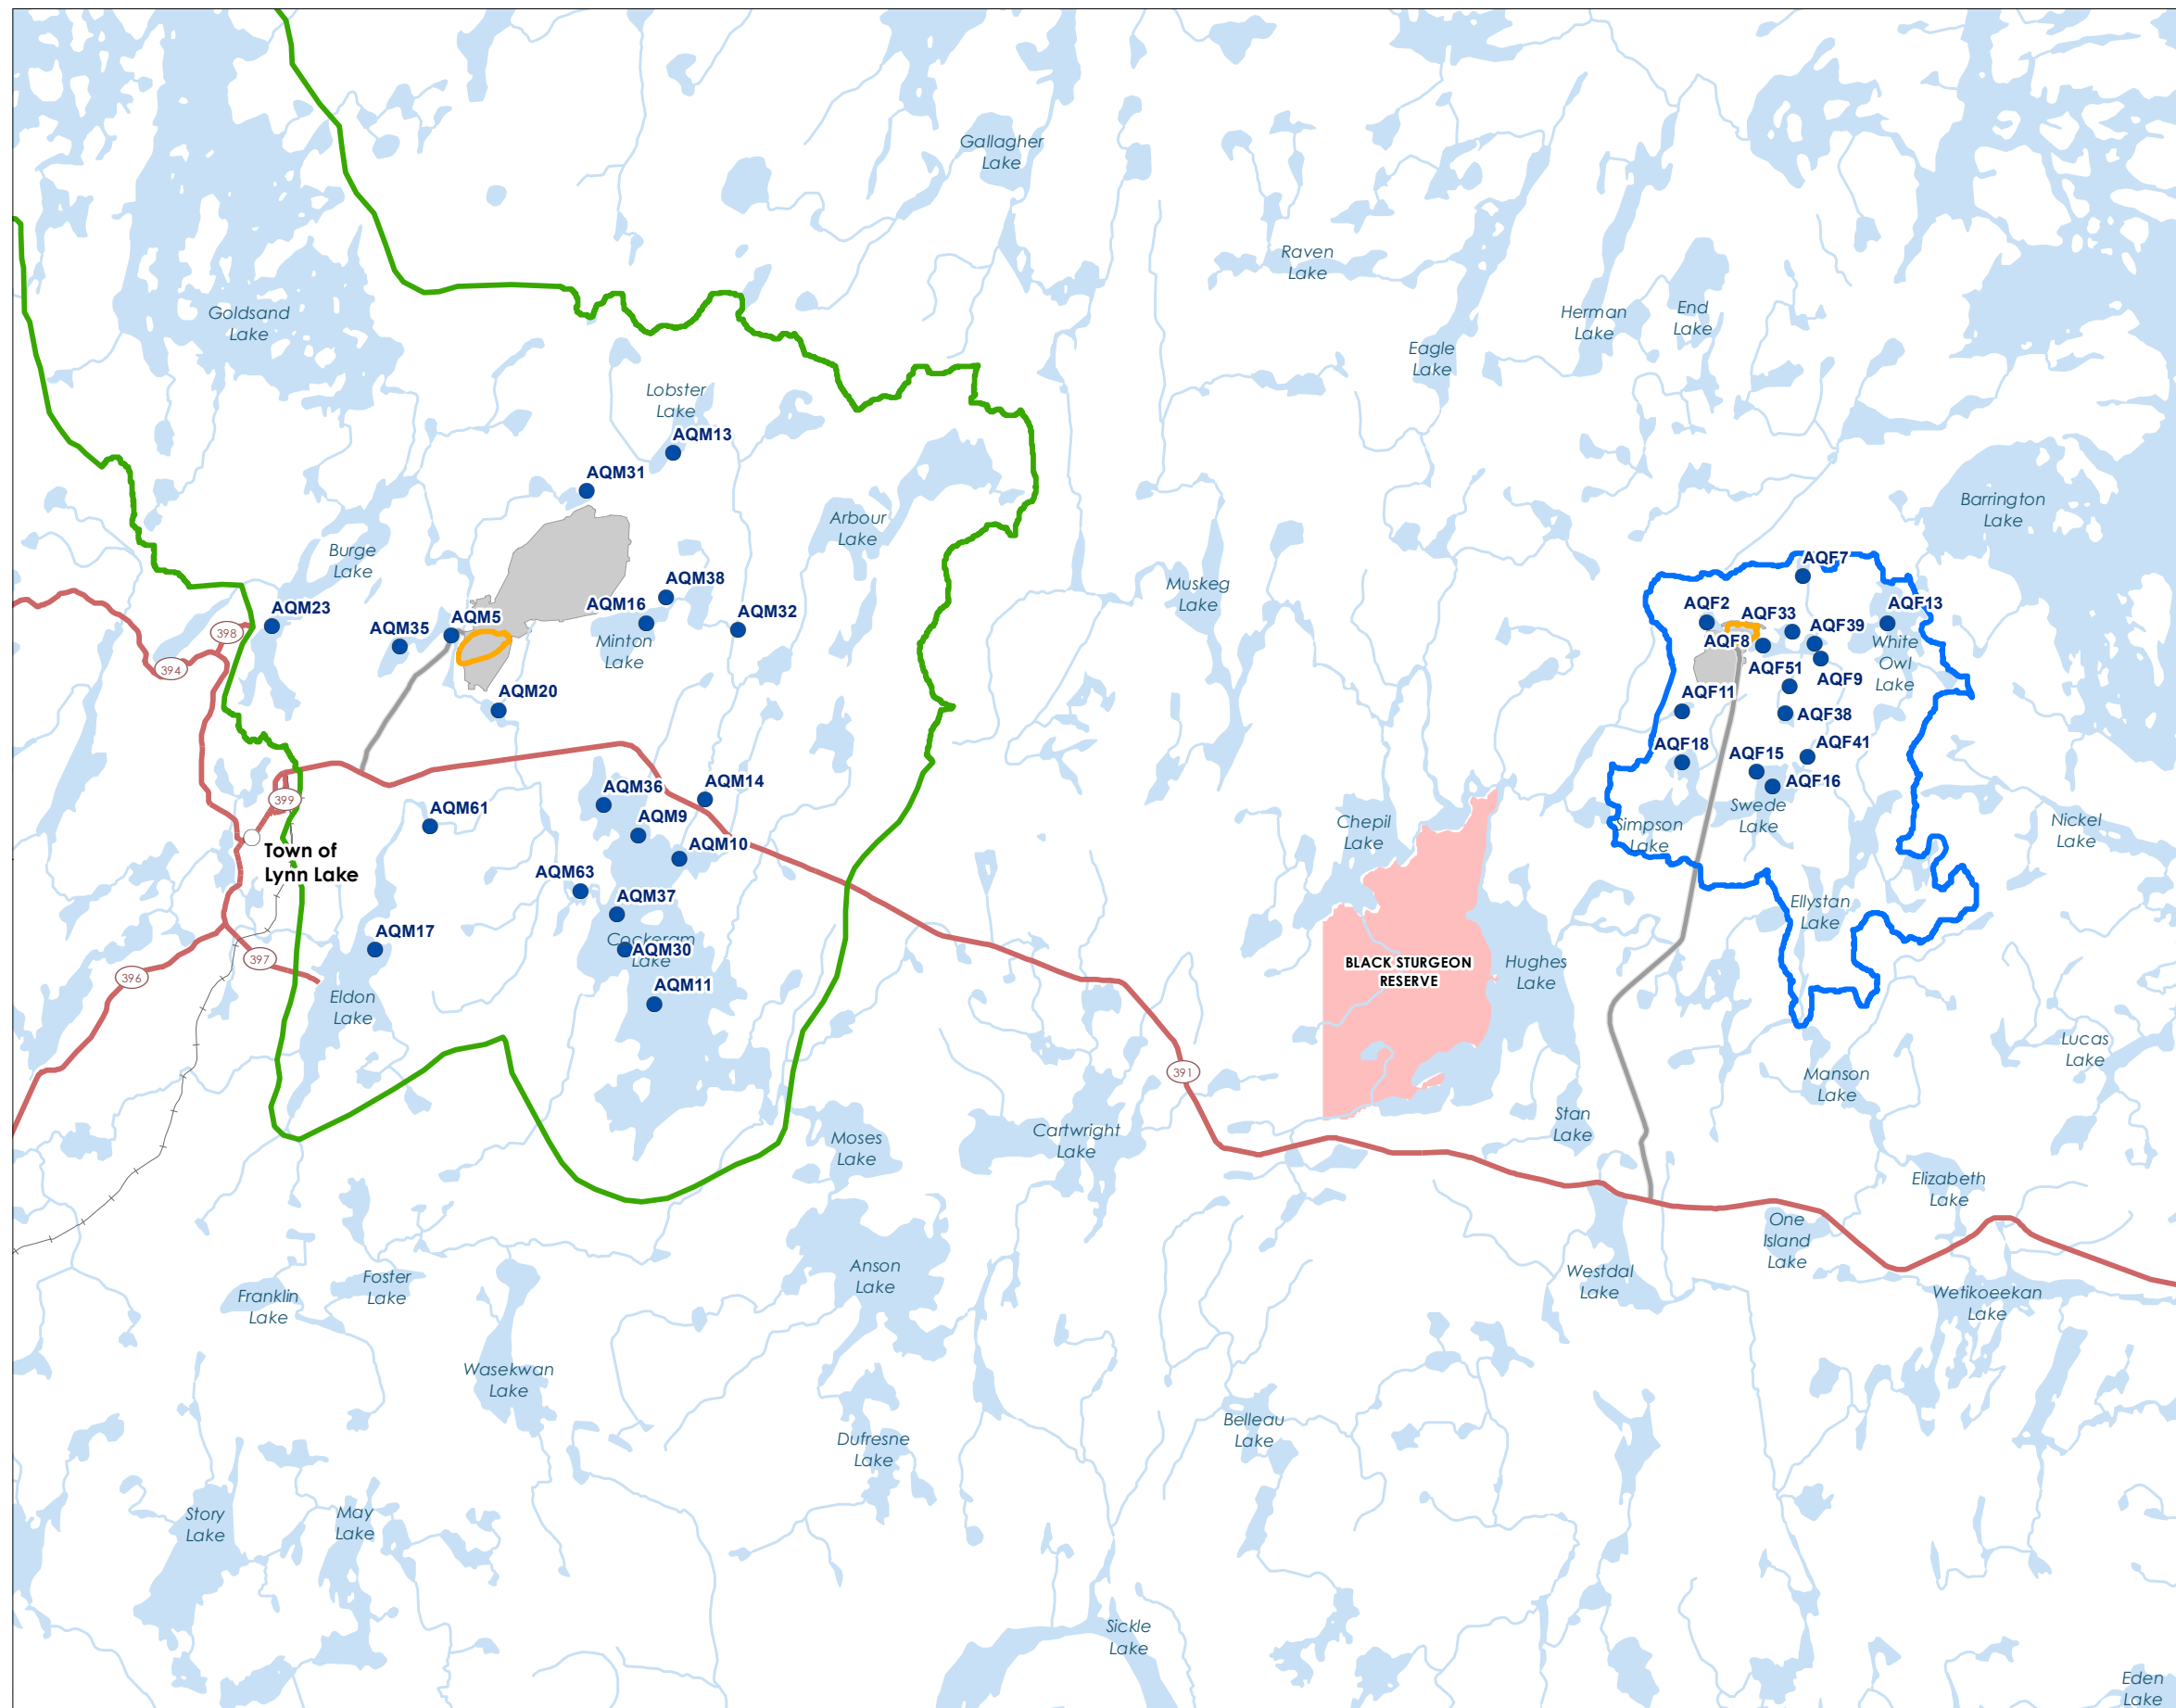 Gallagher
Lake
Raven
Lake
Goldsand
Lake
Herman
Lake
End
Lake
Eagle
Lake
Lobster
Lake
AQM13
AQM31
Barrington
Lake
Arbour
Lake
Burge
Lake
Muskeg
Lake
AQM38
AQM16
Minton
Lake
AQM32
AQM23
AQM5
AQM35
AQM20
398
394
AQF7
AQF2
AQF33
AQF13
AQF39
AQF8
White
Owl
Lake
AQF51
AQF9
AQF11
AQF38
AQF18
AQF15
AQF41
AQF16
Swede
Lake
Simpson
Lake
399
AQM36
AQM14
AQM61
AQM9
AQM10
Town of
Lynn Lake
AQM63
AQM37
Chepil
Lake
Nickel
Lake
Ellystan
Lake
AQM17
Cockeram
Lake
AQM30
AQM11
397
396
Eldon
Lake
BLACK STURGEON
RESERVE
Hughes
Lake
391
Lucas
Lake
Manson
Lake
Stan
Lake
Moses
Lake
Cartwright
Lake
Elizabeth
Lake
One
Island
Lake
Anson
Lake
Foster
Lake
Franklin
Lake
Westdal
Lake
Wetikoeekan
Lake
Wasekwan
Lake
Belleau
Lake
Dufresne
Lake
Story
Lake
May
Lake
Sickle
Lake
Eden
Lake